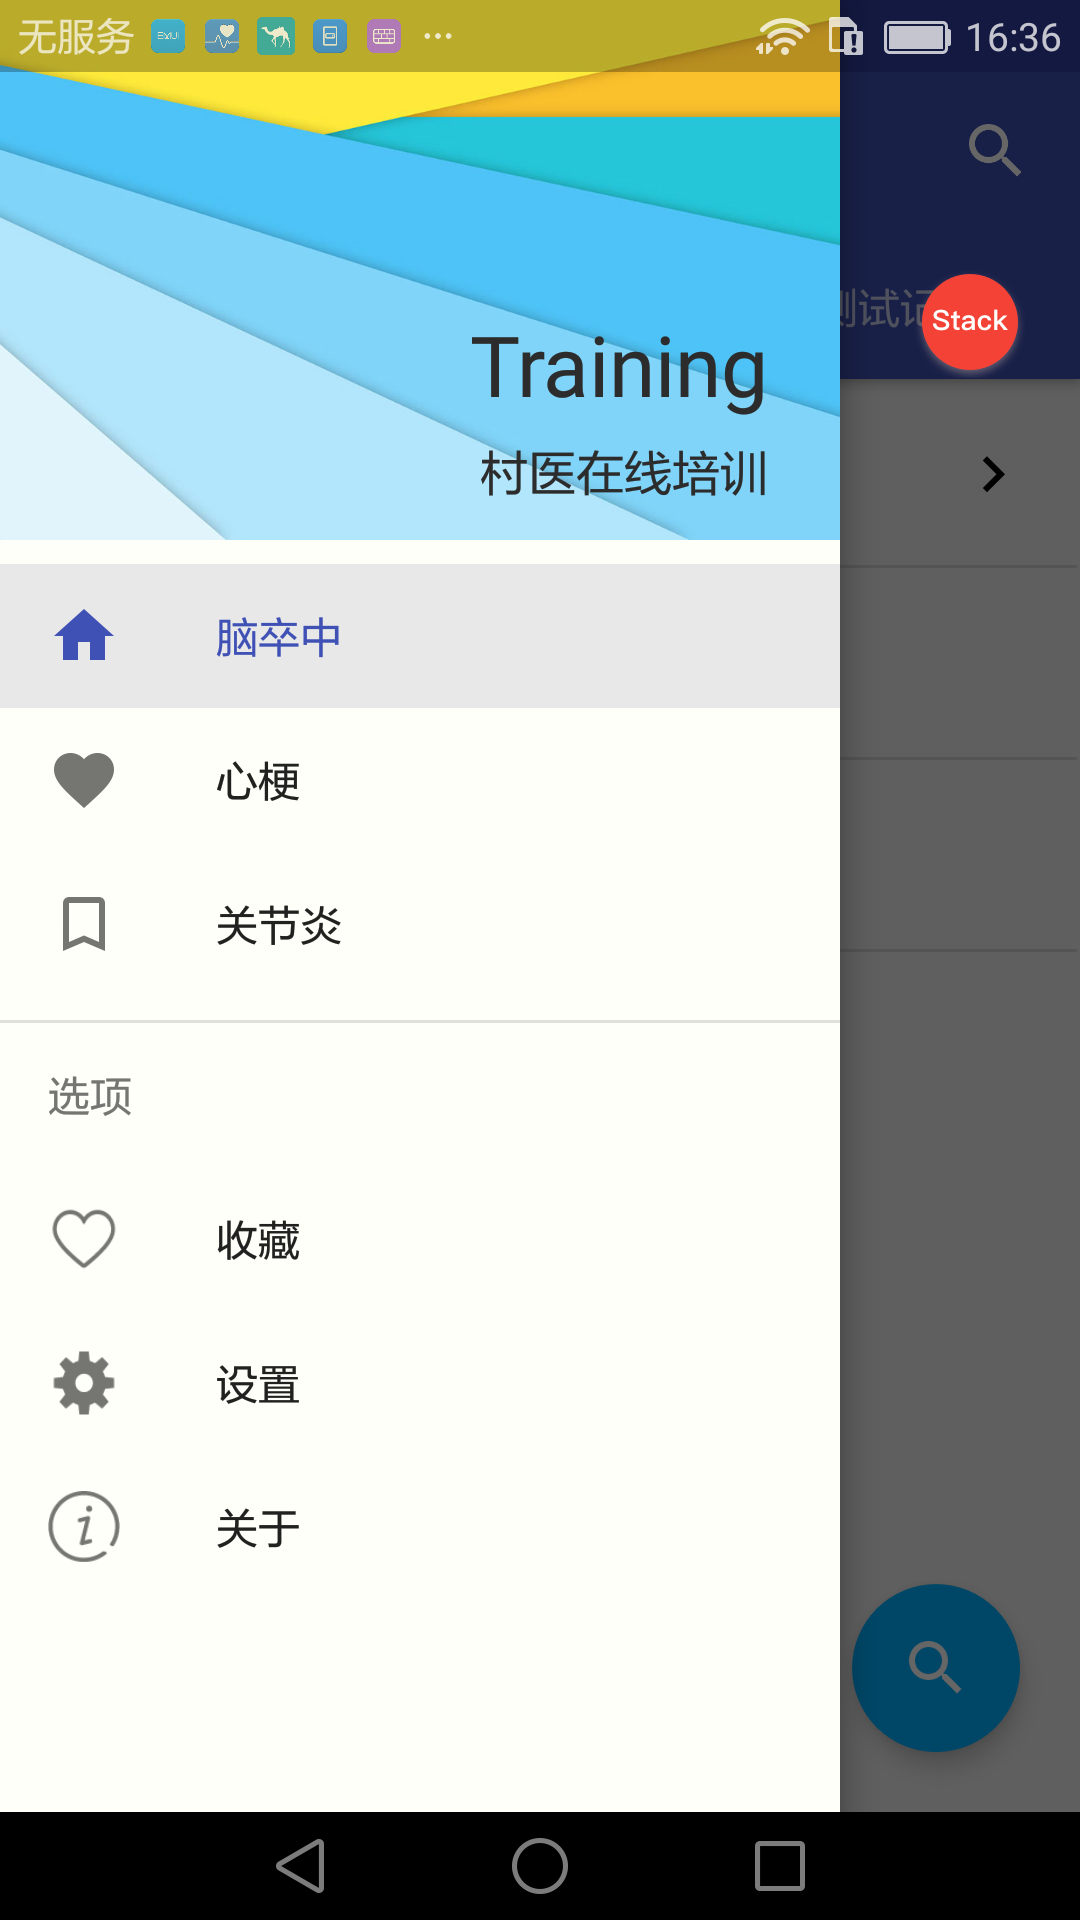 无服务
16:36
测试记
Stack
Training
村医在线培训
脑卒中
心梗
关节炎
选项
收藏
设置
关于